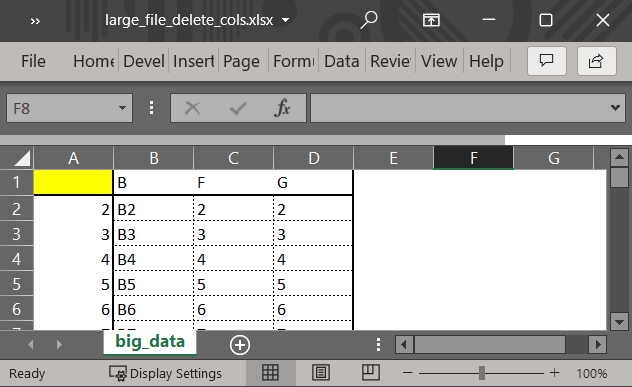 ›› large_file_delete_cols.xlsx
File Home Devel Insert Page Form Data Revie View Help
F8 fx
A B C D E F G
1 B F G
2 2 B2 2 2
3 3 B3 3 3
4 4 B4 4 4
5 5 B5 5 5
6 6 B6 6 6
big_data
Ready Display Settings 100%